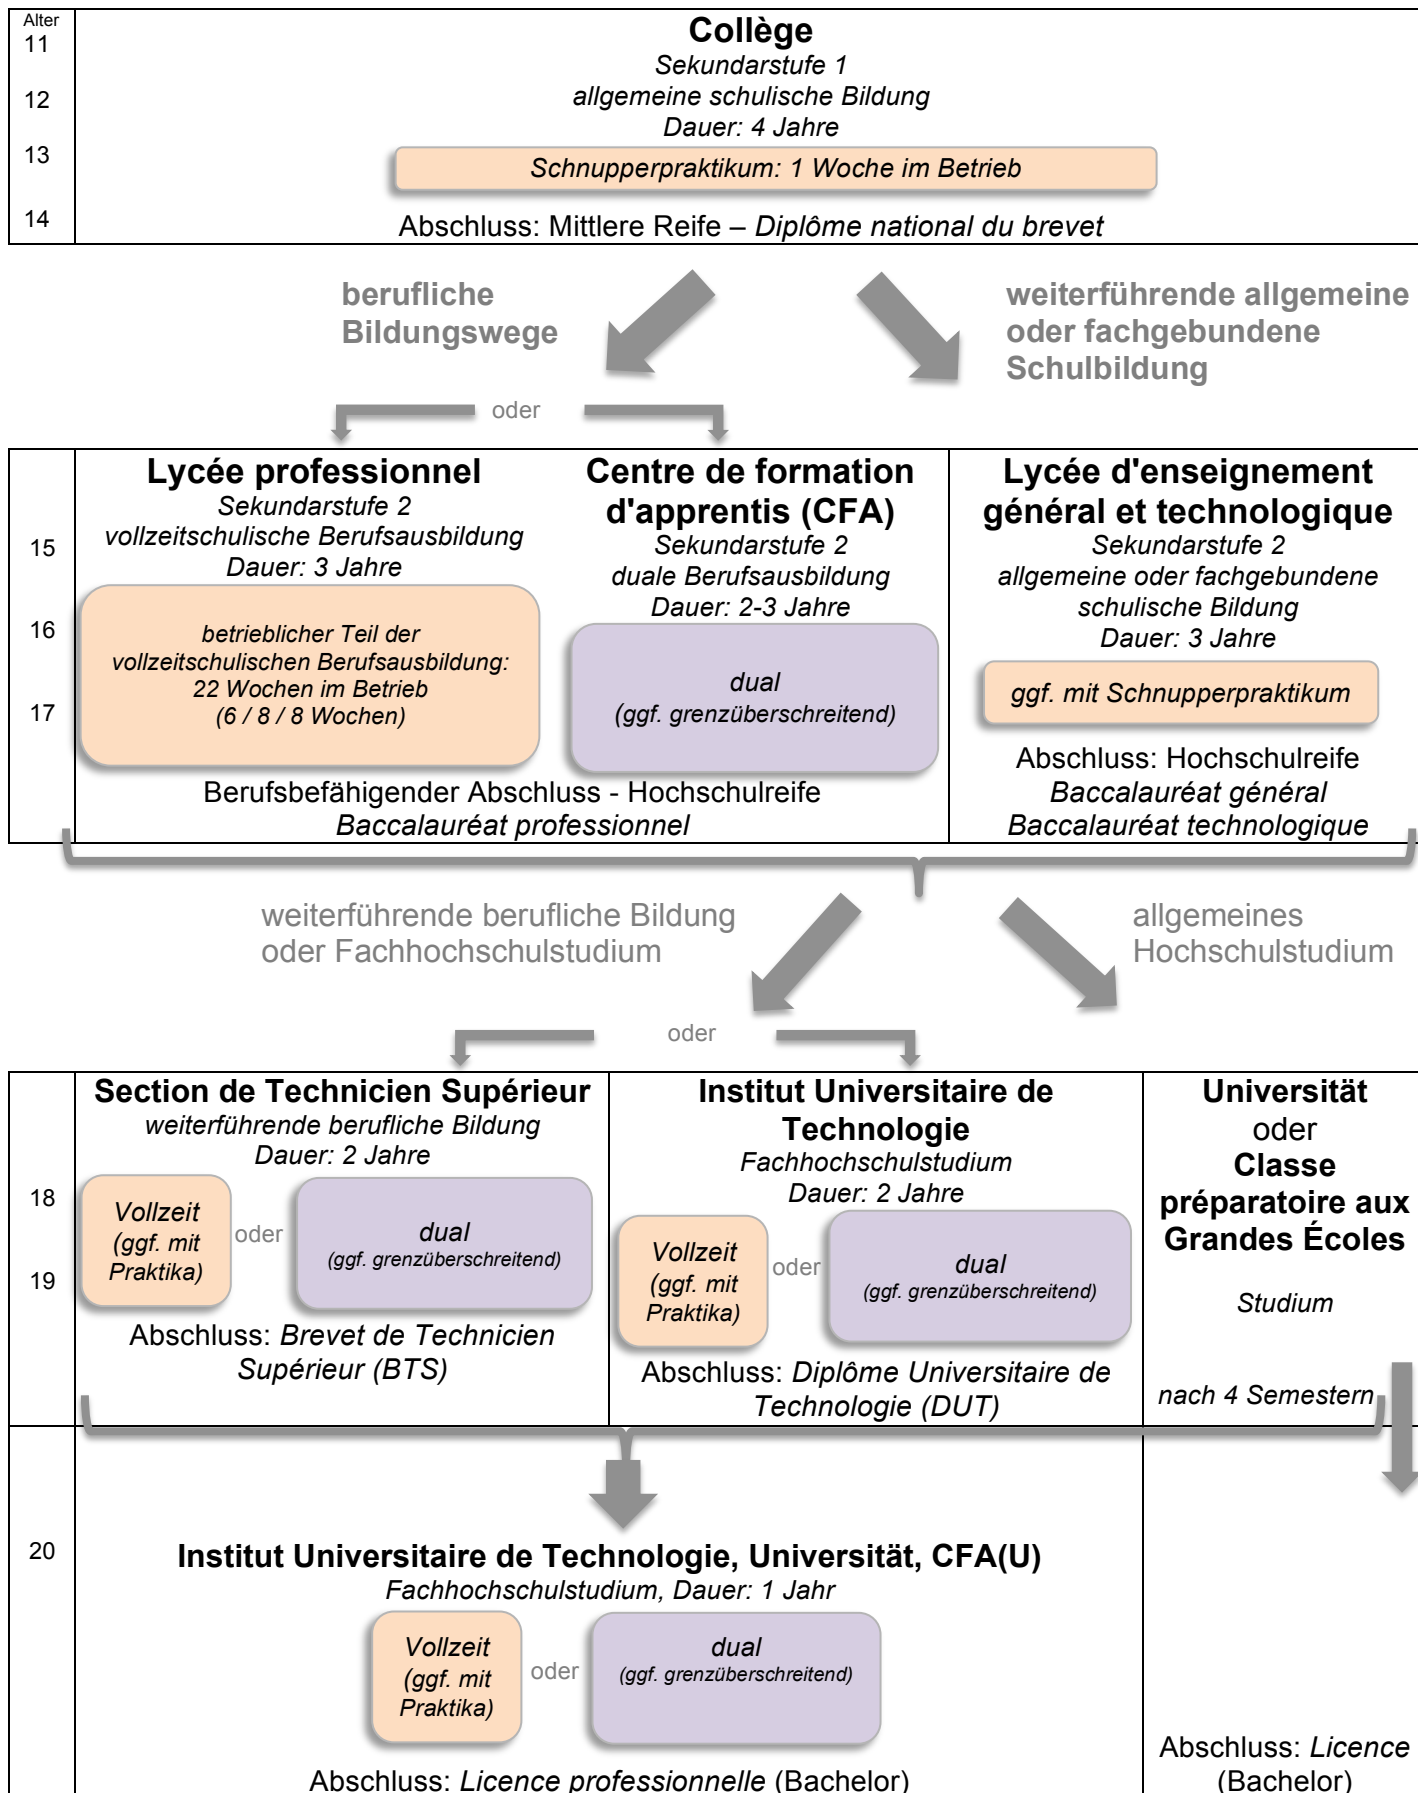 Alter
11
Collège
Sekundarstufe 1
12
allgemeine schulische Bildung
Dauer: 4 Jahre
13
Schnupperpraktikum: 1 Woche im Betrieb
14
Abschluss: Mittlere Reife – Diplôme national du brevet
berufliche
Bildungswege
weiterführende allgemeine
oder fachgebundene
Schulbildung
oder
15
16
17
Lycée professionnel
Sekundarstufe 2
vollzeitschulische Berufsausbildung
Dauer: 3 Jahre
betrieblicher Teil der
vollzeitschulischen Berufsausbildung:
22 Wochen im Betrieb
(6 / 8 / 8 Wochen)
Centre de formation
d'apprentis (CFA)
Sekundarstufe 2
duale Berufsausbildung
Dauer: 2-3 Jahre
dual
(ggf. grenzüberschreitend)
Berufsbefähigender Abschluss - Hochschulreife
Baccalauréat professionnel
Lycée d'enseignement
général et technologique
Sekundarstufe 2
allgemeine oder fachgebundene
schulische Bildung
Dauer: 3 Jahre
ggf. mit Schnupperpraktikum
Abschluss: Hochschulreife
Baccalauréat général
Baccalauréat technologique
weiterführende berufliche Bildung
oder Fachhochschulstudium
allgemeines
Hochschulstudium
oder
18
19
Section de Technicien Supérieur
weiterführende berufliche Bildung
Dauer: 2 Jahre
Vollzeit
(ggf. mit
Praktika)
oder
dual
(ggf. grenzüberschreitend)
Abschluss: Brevet de Technicien
Supérieur (BTS)
Institut Universitaire de
Technologie
Fachhochschulstudium
Dauer: 2 Jahre
Vollzeit
(ggf. mit
Praktika)
oder
dual
(ggf. grenzüberschreitend)
Abschluss: Diplôme Universitaire de
Technologie (DUT)
Universität
oder
Classe
préparatoire aux
Grandes Écoles
Studium
nach 4 Semestern
20
Institut Universitaire de Technologie, Universität, CFA(U)
Fachhochschulstudium, Dauer: 1 Jahr
Vollzeit
(ggf. mit
Praktika)
oder
dual
(ggf. grenzüberschreitend)
Abschluss: Licence professionnelle (Bachelor)
Abschluss: Licence
(Bachelor)